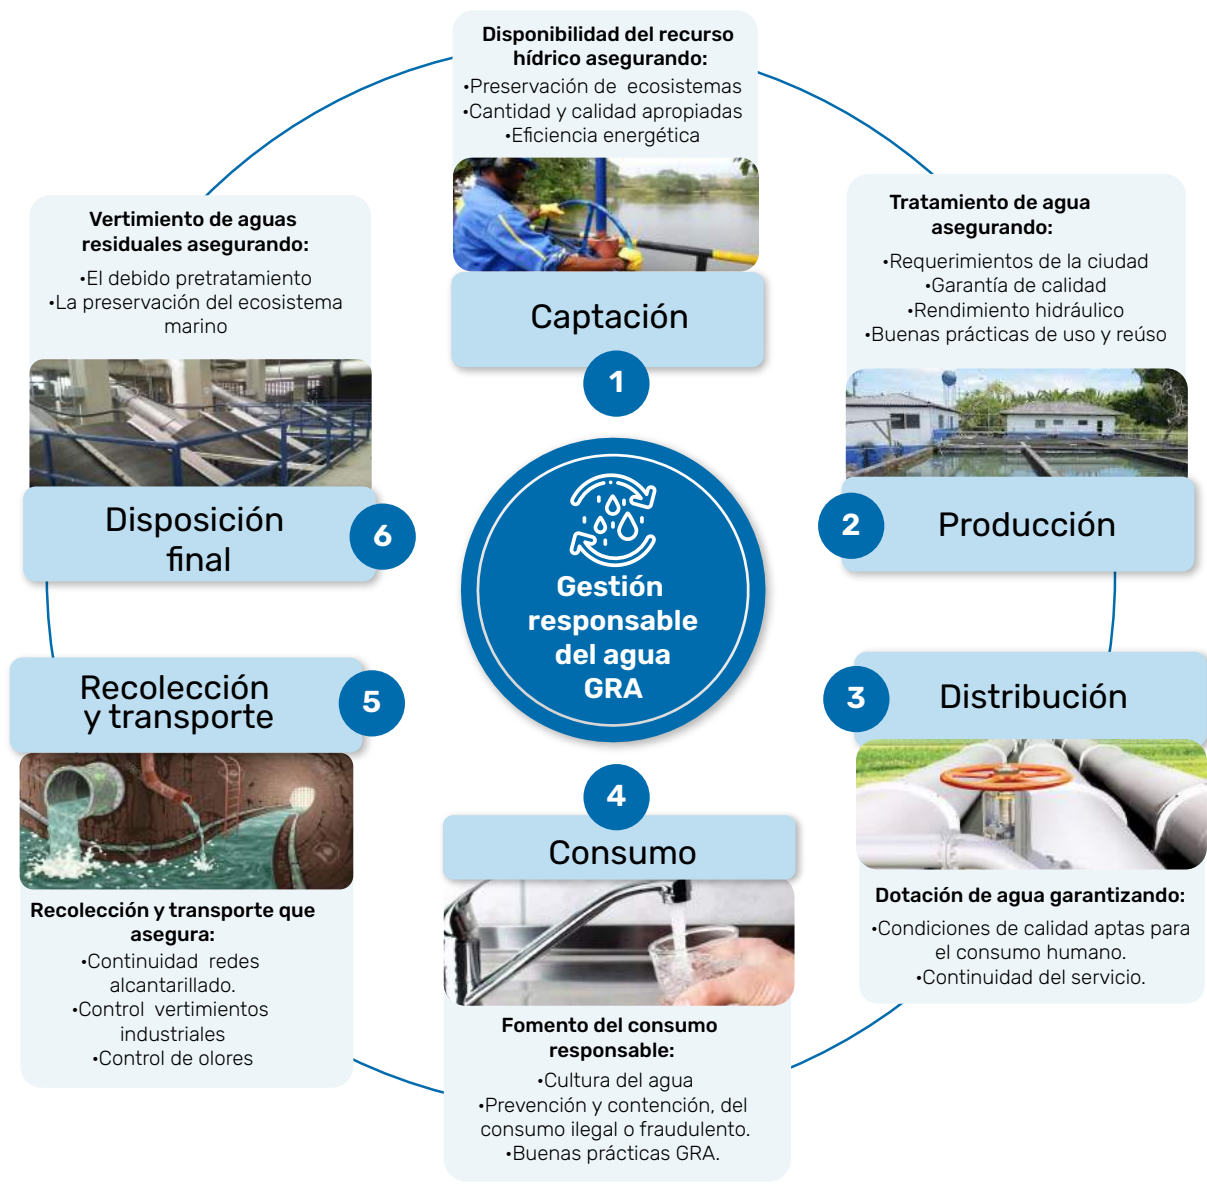 Disponibilidad del recurso
hídrico asegurando:
•Preservación de ecosistemas
•Cantidad y calidad apropiadas
•Eficiencia energética
Captación
1
Tratamiento de agua
asegurando:
•Requerimientos de la ciudad
•Garantía de calidad
•Rendimiento hidráulico
•Buenas prácticas de uso y reúso
2
Producción
3
Distribución
Dotación de agua garantizando:
•Condiciones de calidad aptas para
el consumo humano.
•Continuidad del servicio.
4
Consumo
Fomento del consumo
responsable:
•Cultura del agua
•Prevención y contención, del
consumo ilegal o fraudulento.
•Buenas prácticas GRA.
Recolección
y transporte
5
Recolección y transporte que
asegura:
•Continuidad redes
alcantarillado.
•Control vertimientos
industriales
•Control de olores
Vertimiento de aguas
residuales asegurando:
•El debido pretratamiento
•La preservación del ecosistema
marino
Disposición
final
6
Gestión
responsable
del agua
GRA